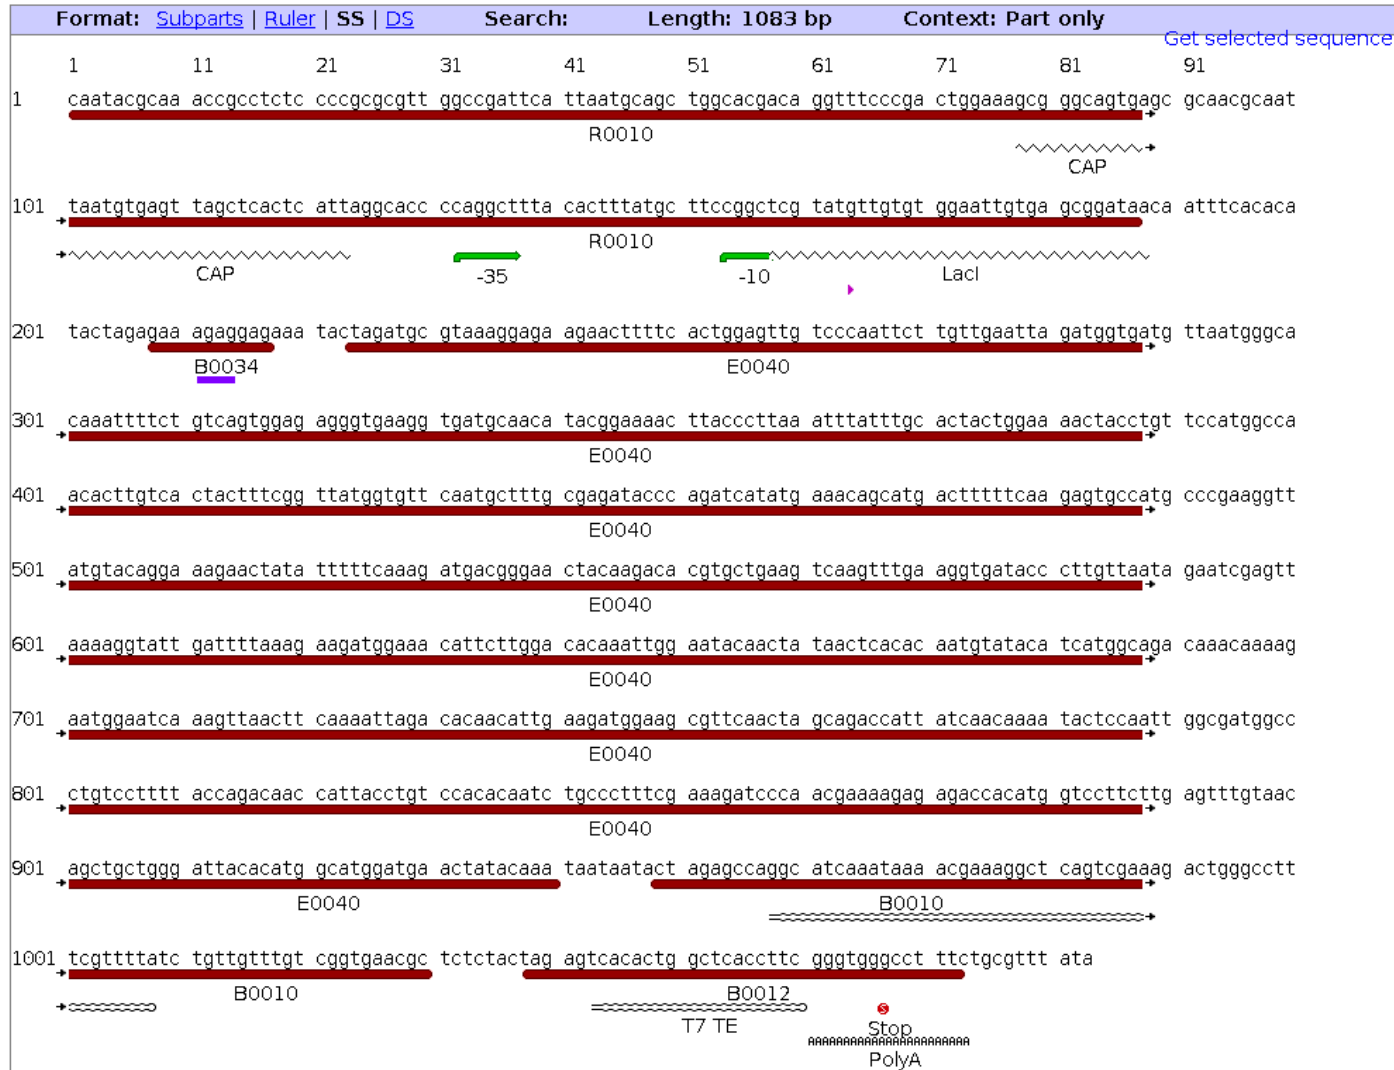 Format: Subparts | Ruler | SS | DS Search: Length: 1083 bp Context: Part only
Get selected sequence
1 11 21 31 41 51 61 71 81 91
1 caatacgcaa accgcctctc cccgcgcgtt ggccgattca ttaatgcagc tggcacgaca ggtttcccga ctggaaagcg ggcagtgagc gcaacgcaat
R0010
CAP
101 taatgtgagt tagctcactc attaggcacc ccaggcttta cactttatgc ttccggctcg tatgttgtgt ggaattgtga gcggataaca atttcacaca
R0010
CAP -35 -10 LacI
201 tactagagaa agaggagaaa tactagatgc gtaaaggaga agaacttttc actggagttg tcccaattct tgttgaatta gatggtgatg ttaatgggca
B0034 E0040
301 caaattttct gtcagtggag agggtgaagg tgatgcaaca tacggaaaac ttacccttaa atttatttgc actactggaa aactacctgt tccatggcca
E0040
401 acacttgtca ctactttcgg ttatggtgtt caatgctttg cgagataccc agatcatatg aaacagcatg actttttcaa gagtgccatg cccgaaggtt
E0040
501 atgtacagga aagaactata tttttcaaag atgacgggaa ctacaagaca cgtgctgaag tcaagtttga aggtgatacc cttgttaata gaatcgagtt
E0040
601 aaaaggtatt gattttaaag aagatggaaa cattcttgga cacaaattgg aatacaacta taactcacac aatgtataca tcatggcaga caaacaaaag
E0040
701 aatggaatca aagttaactt caaaattaga cacaacattg aagatggaag cgttcaacta gcagaccatt atcaacaaaa tactccaatt ggcgatggcc
E0040
801 ctgtcctttt accagacaac cattacctgt ccacacaatc tgccctttcg aaagatccca acgaaaagag agaccacatg gtccttcttg agtttgtaac
E0040
901 agctgctggg attacacatg gcatggatga actatacaaa taataatact agagccaggc atcaaataaa acgaaaggct cagtcgaaag actgggcctt
E0040 B0010
1001 tcgttttatc tgttgtttgt cggtgaacgc tctctactag agtcacactg gctcaccttc gggtgggcct ttctgcgttt ata
B0010 B0012
T7 TE S Stop
AAAAAAAAAAAAAAAAAAAAAAA
PolyA